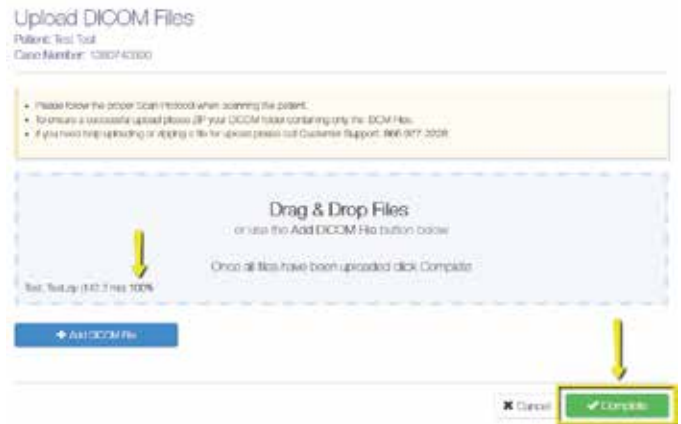 Upload DICOM Files
Patient: Test Test
Case Number:
• Please follow the proper Scan Protocol when scanning the patient.
• To ensure a successful upload please ZIP your DICOM folder containing only the DCM Files.
• If you need help uploading or zipping a file for upload please call Customer Support
Drag & Drop Files
or use the Add DICOM File button below
Once all files have been uploaded click Complete
Test_Test.zip 100%
Add DICOM File
Cancel
Complete